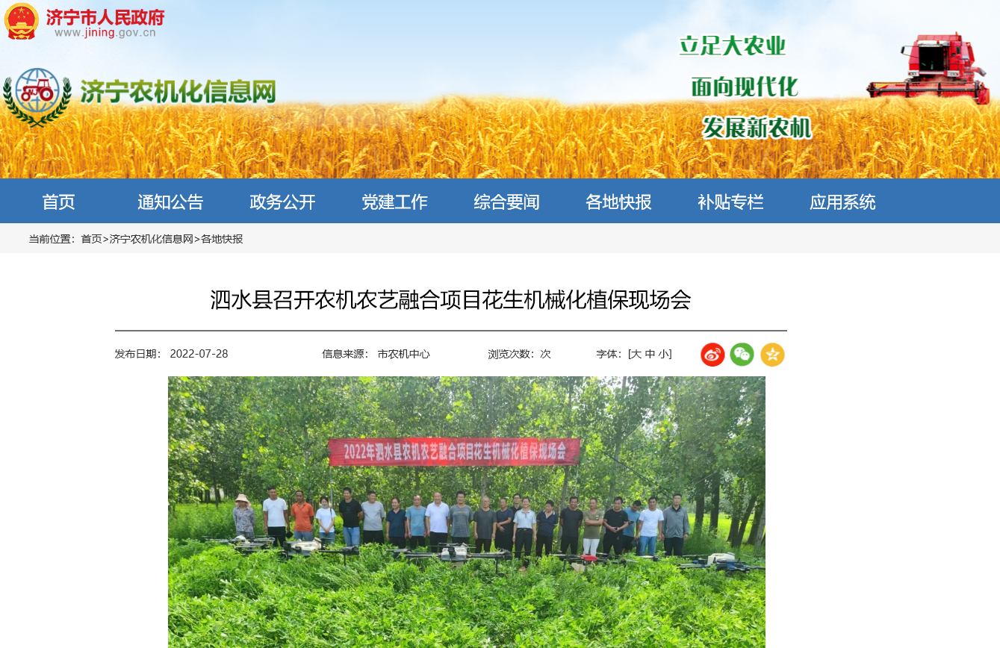 济宁市人民政府
www.jining.gov.cn
济宁农机化信息网
立足大农业
面向现代化
发展新农机
首页 通知公告 政务公开 党建工作 综合要闻 各地快报 补贴专栏 应用系统
当前位置：首页>济宁农机化信息网>各地快报
泗水县召开农机农艺融合项目花生机械化植保现场会
发布日期： 2022-07-28 信息来源： 市农机中心 浏览次数：次 字体：[大 中 小]
2022年泗水县农机农艺融合项目花生机械化植保现场会